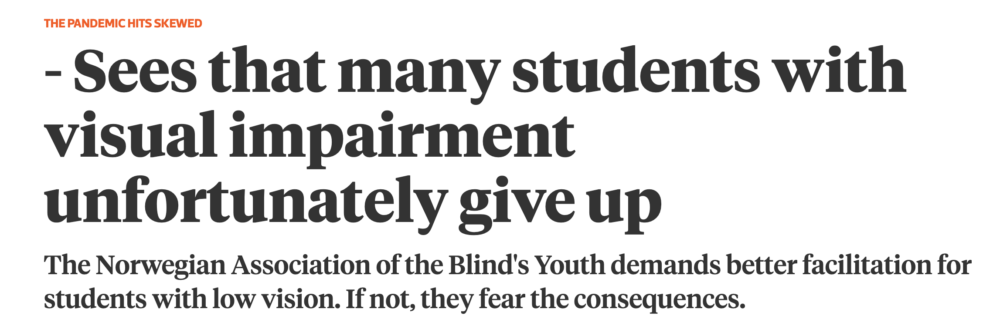 THE PANDEMIC HITS SKEWED
- Sees that many students with
visual impairment
unfortunately give up
The Norwegian Association of the Blind's Youth demands better facilitation for
students with low vision. If not, they fear the consequences.